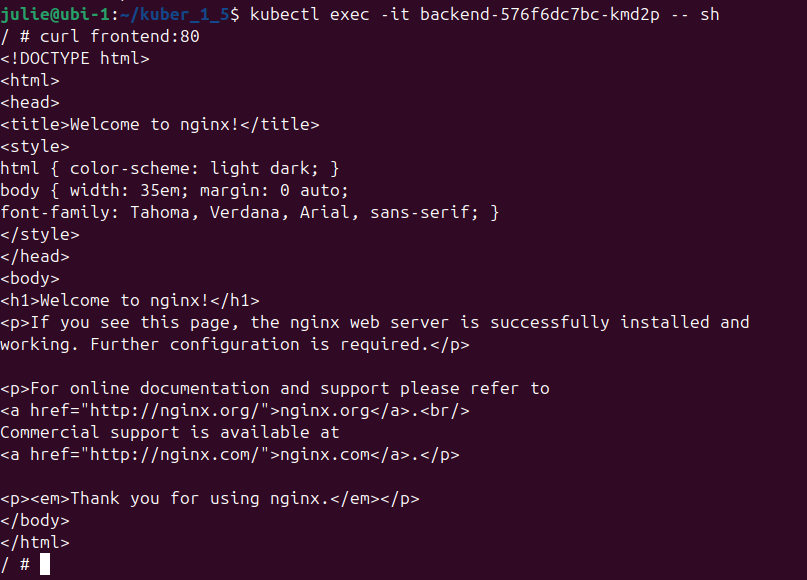 julie@ubi-1:~/kuber_1_5$ kubectl exec -it backend-576f6dc7bc-kmd2p -- sh
/ # curl frontend:80
<!DOCTYPE html>
<html>
<head>
<title>Welcome to nginx!</title>
<style>
html { color-scheme: light dark; }
body { width: 35em; margin: 0 auto;
font-family: Tahoma, Verdana, Arial, sans-serif; }
</style>
</head>
<body>
<h1>Welcome to nginx!</h1>
<p>If you see this page, the nginx web server is successfully installed and
working. Further configuration is required.</p>

<p>For online documentation and support please refer to
<a href="http://nginx.org/">nginx.org</a>.<br/>
Commercial support is available at
<a href="http://nginx.com/">nginx.com</a>.</p>

<p><em>Thank you for using nginx.</em></p>
</body>
</html>
/ #